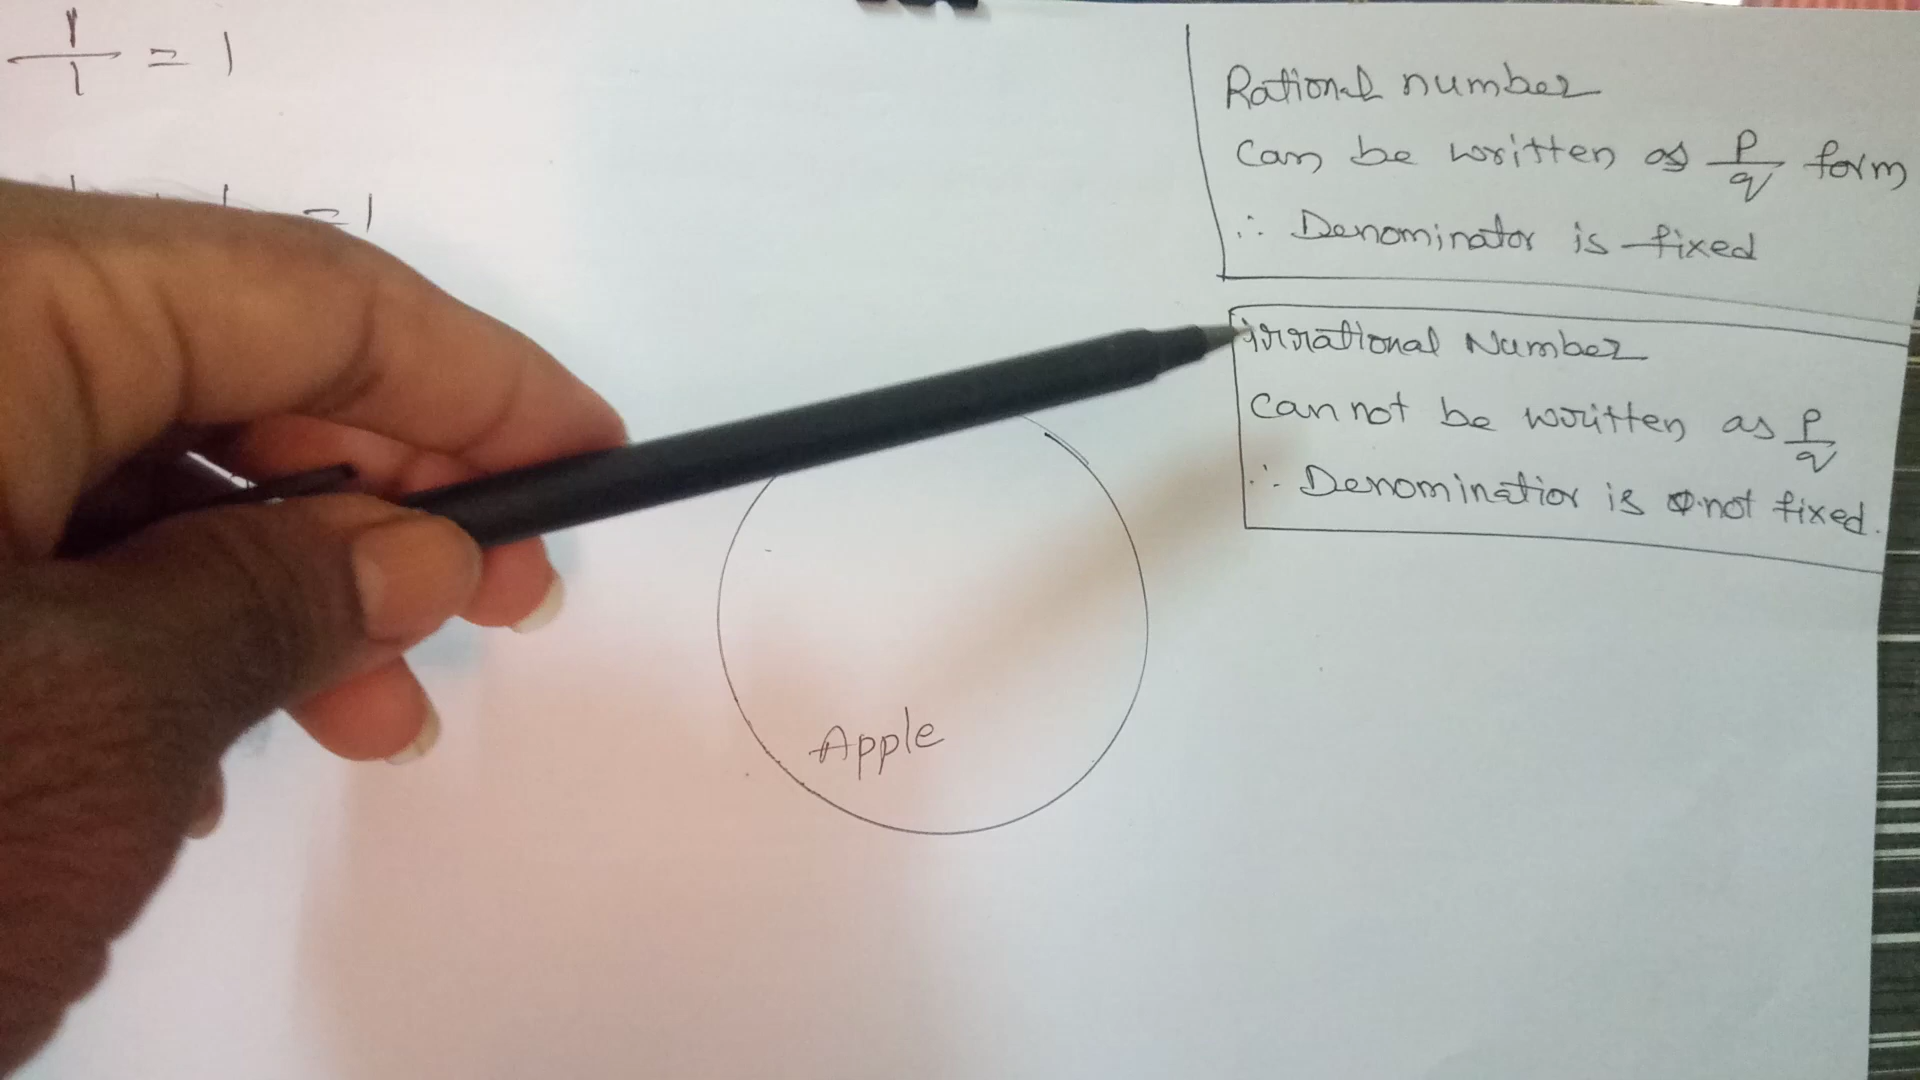 1/1 = 1
= 1
Rational number
Can be written as p/q form
∴ Denominator is fixed
irrational Number
Can not be written as p/q
∴ Denominatior is not fixed.
Apple